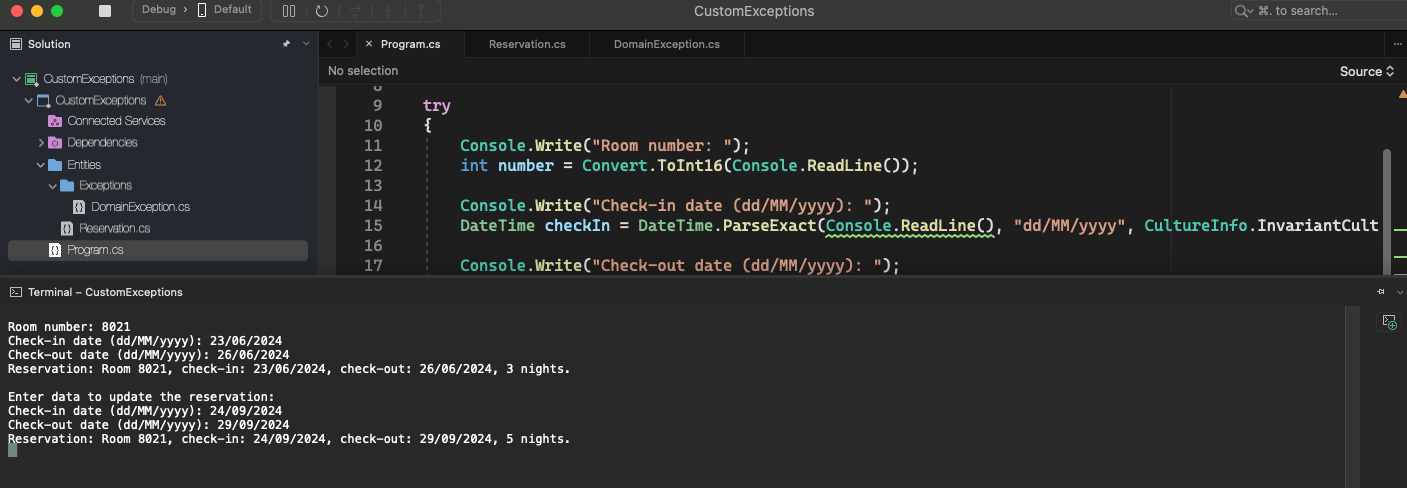 Debug › Default
CustomExceptions
⌘. to search...
Solution
Program.cs
Reservation.cs
DomainException.cs
No selection
Source
CustomExceptions (main)
CustomExceptions
Connected Services
Dependencies
Entities
Exceptions
DomainException.cs
Reservation.cs
Program.cs
8
9 try
10 {
11 Console.Write("Room number: ");
12 int number = Convert.ToInt16(Console.ReadLine());
13
14 Console.Write("Check-in date (dd/MM/yyyy): ");
15 DateTime checkIn = DateTime.ParseExact(Console.ReadLine(), "dd/MM/yyyy", CultureInfo.InvariantCult
16
17 Console.Write("Check-out date (dd/MM/yyyy): ");
Terminal – CustomExceptions
Room number: 8021
Check-in date (dd/MM/yyyy): 23/06/2024
Check-out date (dd/MM/yyyy): 26/06/2024
Reservation: Room 8021, check-in: 23/06/2024, check-out: 26/06/2024, 3 nights.
Enter data to update the reservation:
Check-in date (dd/MM/yyyy): 24/09/2024
Check-out date (dd/MM/yyyy): 29/09/2024
Reservation: Room 8021, check-in: 24/09/2024, check-out: 29/09/2024, 5 nights.